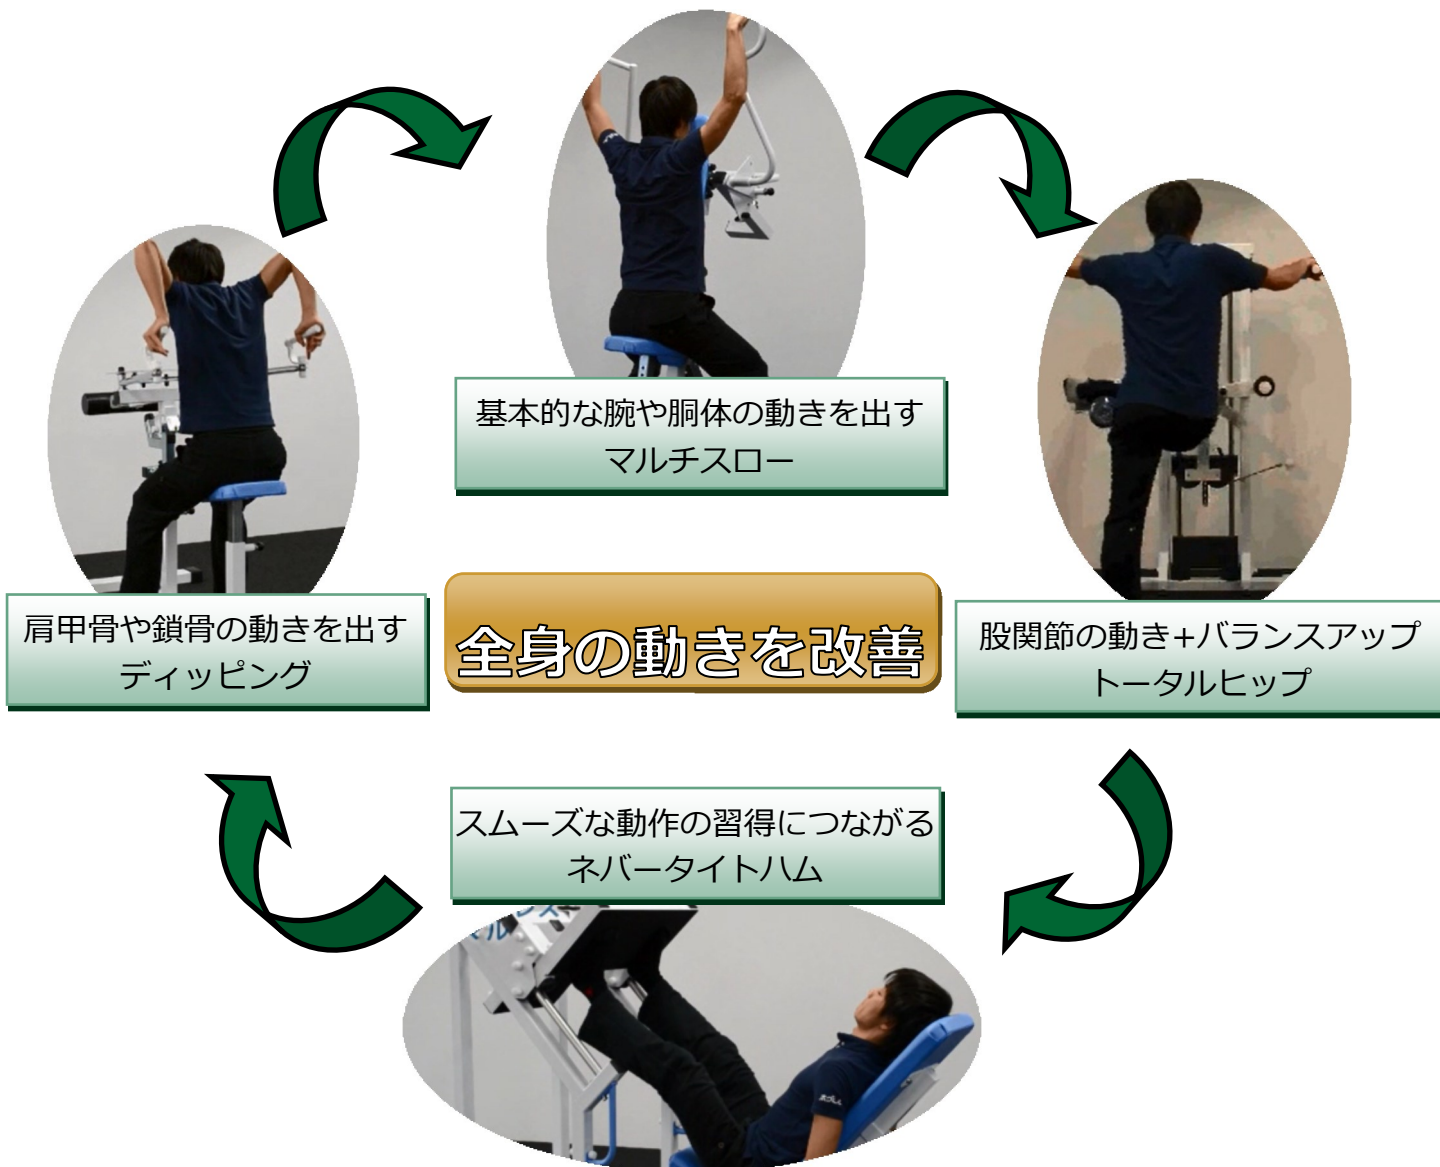 基本的な腕や胴体の動きを出す
マルチスロー
肩甲骨や鎖骨の動きを出す
ディッピング
全身の動きを改善
股関節の動き+バランスアップ
トータルヒップ
スムーズな動作の習得につながる
ネバータイトハム